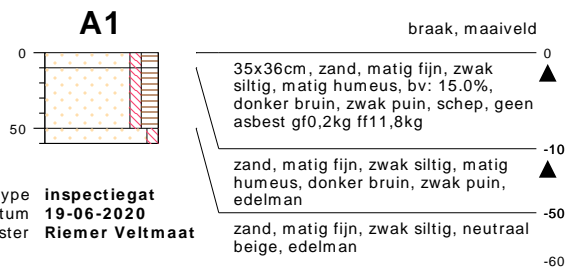 A1
braak, maaiveld
0
50
0
35x36cm, zand, matig fijn, zwak
siltig, matig humeus, bv: 15.0%,
donker bruin, zwak puin, schep, geen
asbest gf0,2kg ff11,8kg
-10
zand, matig fijn, zwak siltig, matig
humeus, donker bruin, zwak puin,
edelman
-50
zand, matig fijn, zwak siltig, neutraal
beige, edelman
-60
ype inspectiegat
tum 19-06-2020
ster Riemer Veltmaat